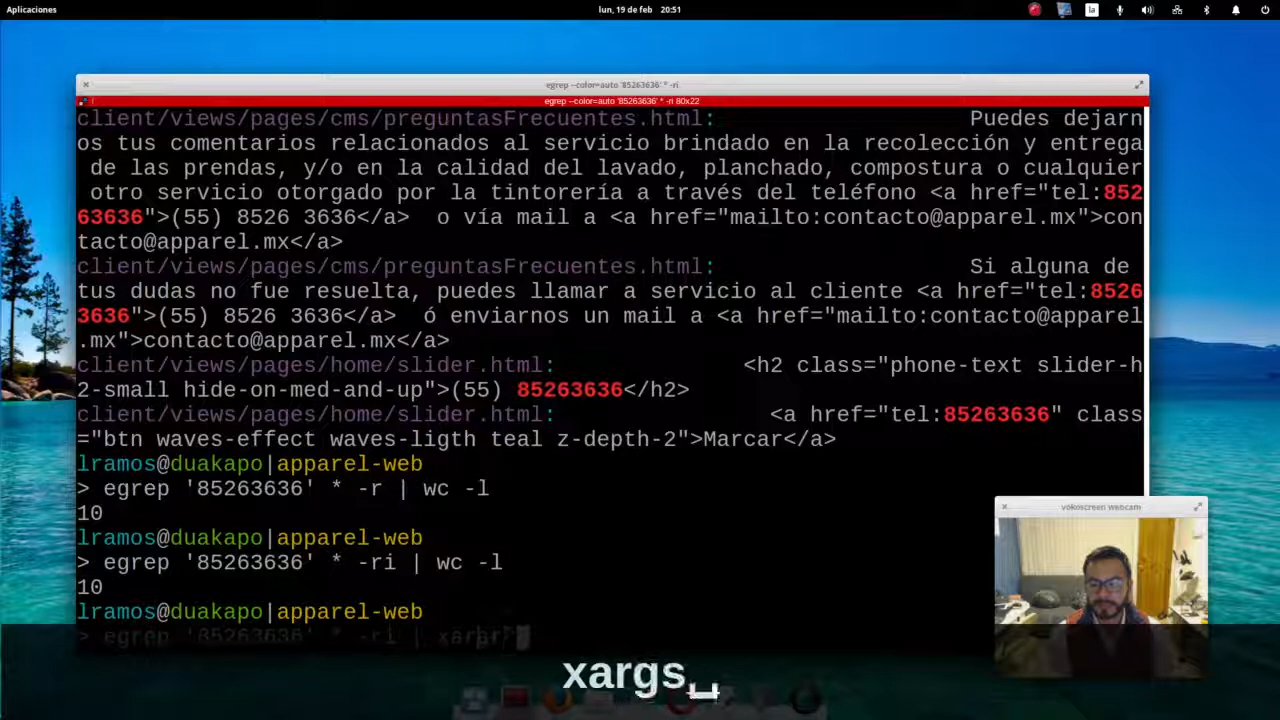 Aplicaciones
lun, 19 de feb 20:51
la
egrep --color=auto '85263636' * -ri
egrep --color=auto '85263636' * -ri 80x22
client/views/pages/cms/preguntasFrecuentes.html: Puedes dejarn
os tus comentarios relacionados al servicio brindado en la recolección y entrega
de las prendas, y/o en la calidad del lavado, planchado, compostura o cualquier
otro servicio otorgado por la tintorería a través del teléfono <a href="tel:852
63636">(55) 8526 3636</a> o vía mail a <a href="mailto:contacto@apparel.mx">con
tacto@apparel.mx</a>
client/views/pages/cms/preguntasFrecuentes.html: Si alguna de
tus dudas no fue resuelta, puedes llamar a servicio al cliente <a href="tel:8526
3636">(55) 8526 3636</a> ó enviarnos un mail a <a href="mailto:contacto@apparel
.mx">contacto@apparel.mx</a>
client/views/pages/home/slider.html: <h2 class="phone-text slider-h
2-small hide-on-med-and-up">(55) 85263636</h2>
client/views/pages/home/slider.html: <a href="tel:85263636" class
="btn waves-effect waves-ligth teal z-depth-2">Marcar</a>
lramos@duakapo|apparel-web
> egrep '85263636' * -r | wc -l
10
lramos@duakapo|apparel-web
> egrep '85263636' * -ri | wc -l
10
lramos@duakapo|apparel-web
> egrep '85263636' * -ri |
vokoscreen webcam
xargs␣